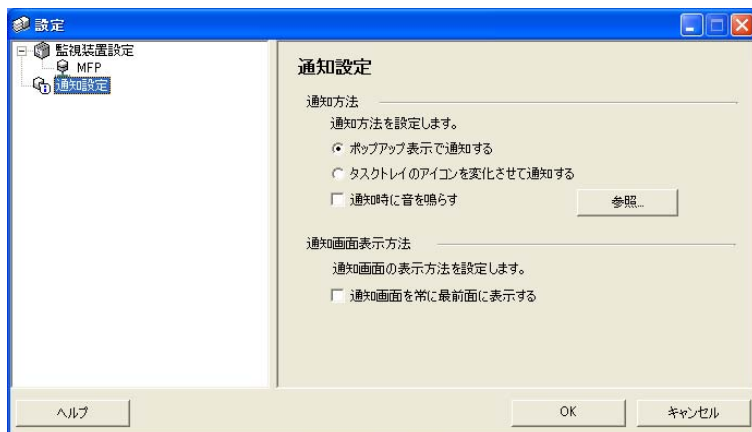 設定
監視装置設定
MFP
通知設定
通知設定
通知方法
通知方法を設定します。
ポップアップ表示で通知する
タスクトレイのアイコンを変化させて通知する
通知時に音を鳴らす
参照...
通知画面表示方法
通知画面の表示方法を設定します。
通知画面を常に最前面に表示する
ヘルプ
OK
キャンセル